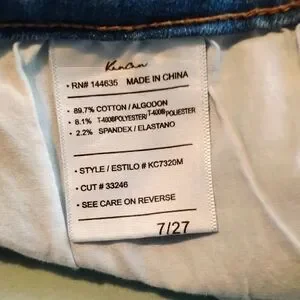 KanCan
• RN# 144635 MADE IN CHINA
• 89.7% COTTON / ALGODON
• 8.1% T-400®POLYESTER/ T-400® POLIESTER
• 2.2% SPANDEX / ELASTANO
• STYLE / ESTILO # KC7320M
• CUT # 33246
• SEE CARE ON REVERSE
7/27